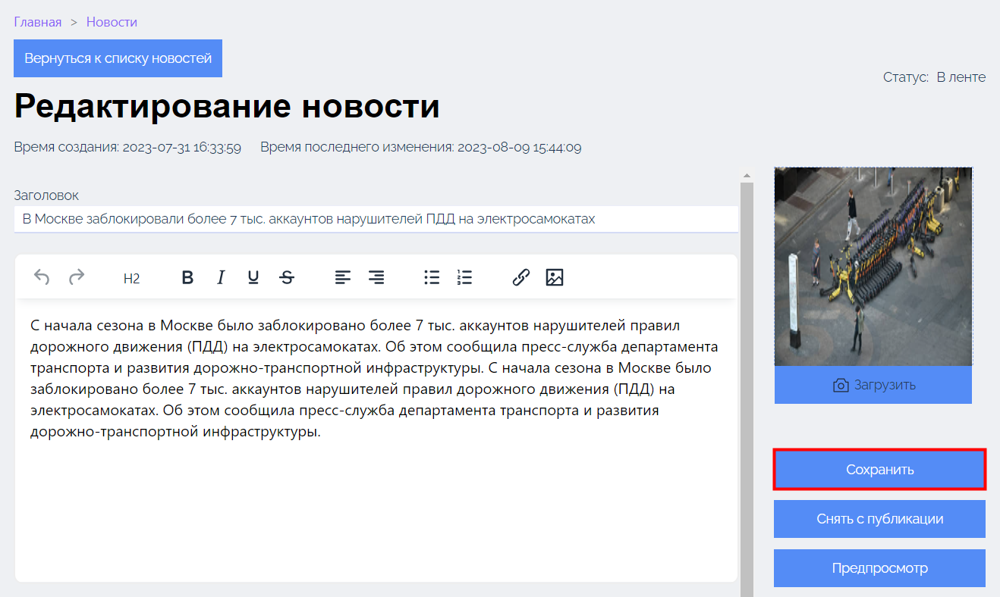 Главная > Новости
Вернуться к списку новостей
Статус: В ленте
Редактирование новости
Время создания: 2023-07-31 16:33:59 Время последнего изменения: 2023-08-09 15:44:09
Заголовок
В Москве заблокировали более 7 тыс. аккаунтов нарушителей ПДД на электросамокатах
H2 B I U S
С начала сезона в Москве было заблокировано более 7 тыс. аккаунтов нарушителей правил
дорожного движения (ПДД) на электросамокатах. Об этом сообщила пресс-служба департамента
транспорта и развития дорожно-транспортной инфраструктуры. С начала сезона в Москве было
заблокировано более 7 тыс. аккаунтов нарушителей правил дорожного движения (ПДД) на
электросамокатах. Об этом сообщила пресс-служба департамента транспорта и развития
дорожно-транспортной инфраструктуры.
Загрузить
Сохранить
Снять с публикации
Предпросмотр